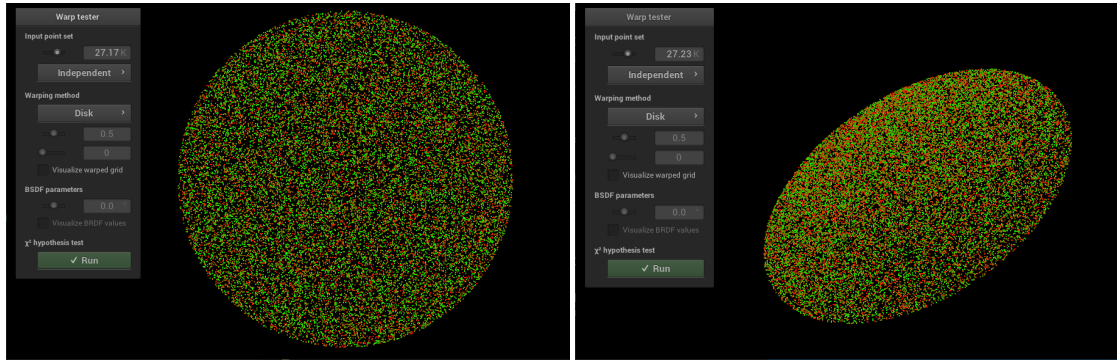 Warp tester
Input point set
27.17 K
Independent ›
Warping method
Disk ›
0.5
0
Visualize warped grid
BSDF parameters
0.0 °
Visualize BRDF values
χ² hypothesis test
✓ Run
Warp tester
Input point set
27.23 K
Independent ›
Warping method
Disk ›
0.5
0
Visualize warped grid
BSDF parameters
0.0 °
Visualize BRDF values
χ² hypothesis test
✓ Run